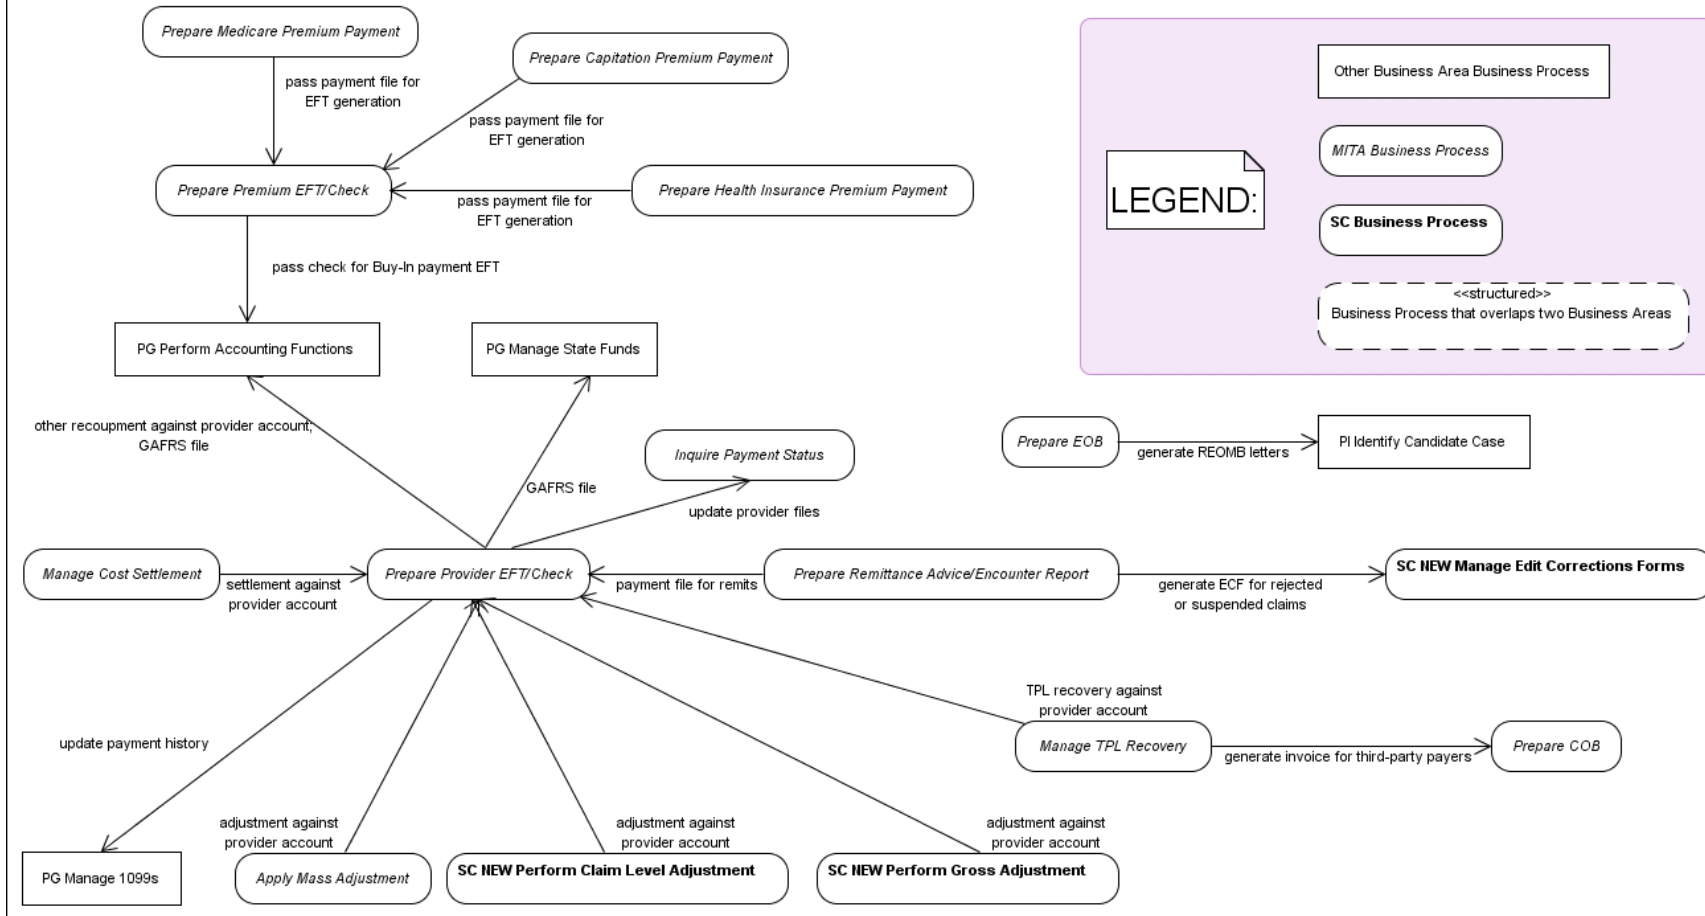 Prepare Medicare Premium Payment
Prepare Capitation Premium Payment
pass payment file for
EFT generation
pass payment file for
EFT generation
Prepare Premium EFT/Check
Prepare Health Insurance Premium Payment
pass payment file for
EFT generation
pass check for Buy-In payment EFT
PG Perform Accounting Functions
PG Manage State Funds
LEGEND:
Other Business Area Business Process
MITA Business Process
SC Business Process
<<structured>>
Business Process that overlaps two Business Areas
other recoupment against provider account;
GAFRS file
Inquire Payment Status
GAFRS file
update provider files
Prepare EOB
generate REOMB letters
PI Identify Candidate Case
Manage Cost Settlement
settlement against
provider account
Prepare Provider EFT/Check
payment file for remits
Prepare Remittance Advice/Encounter Report
generate ECF for rejected
or suspended claims
SC NEW Manage Edit Corrections Forms
TPL recovery against
provider account
Manage TPL Recovery
generate invoice for third-party payers
Prepare COB
update payment history
adjustment against
provider account
adjustment against
provider account
adjustment against
provider account
PG Manage 1099s
Apply Mass Adjustment
SC NEW Perform Claim Level Adjustment
SC NEW Perform Gross Adjustment